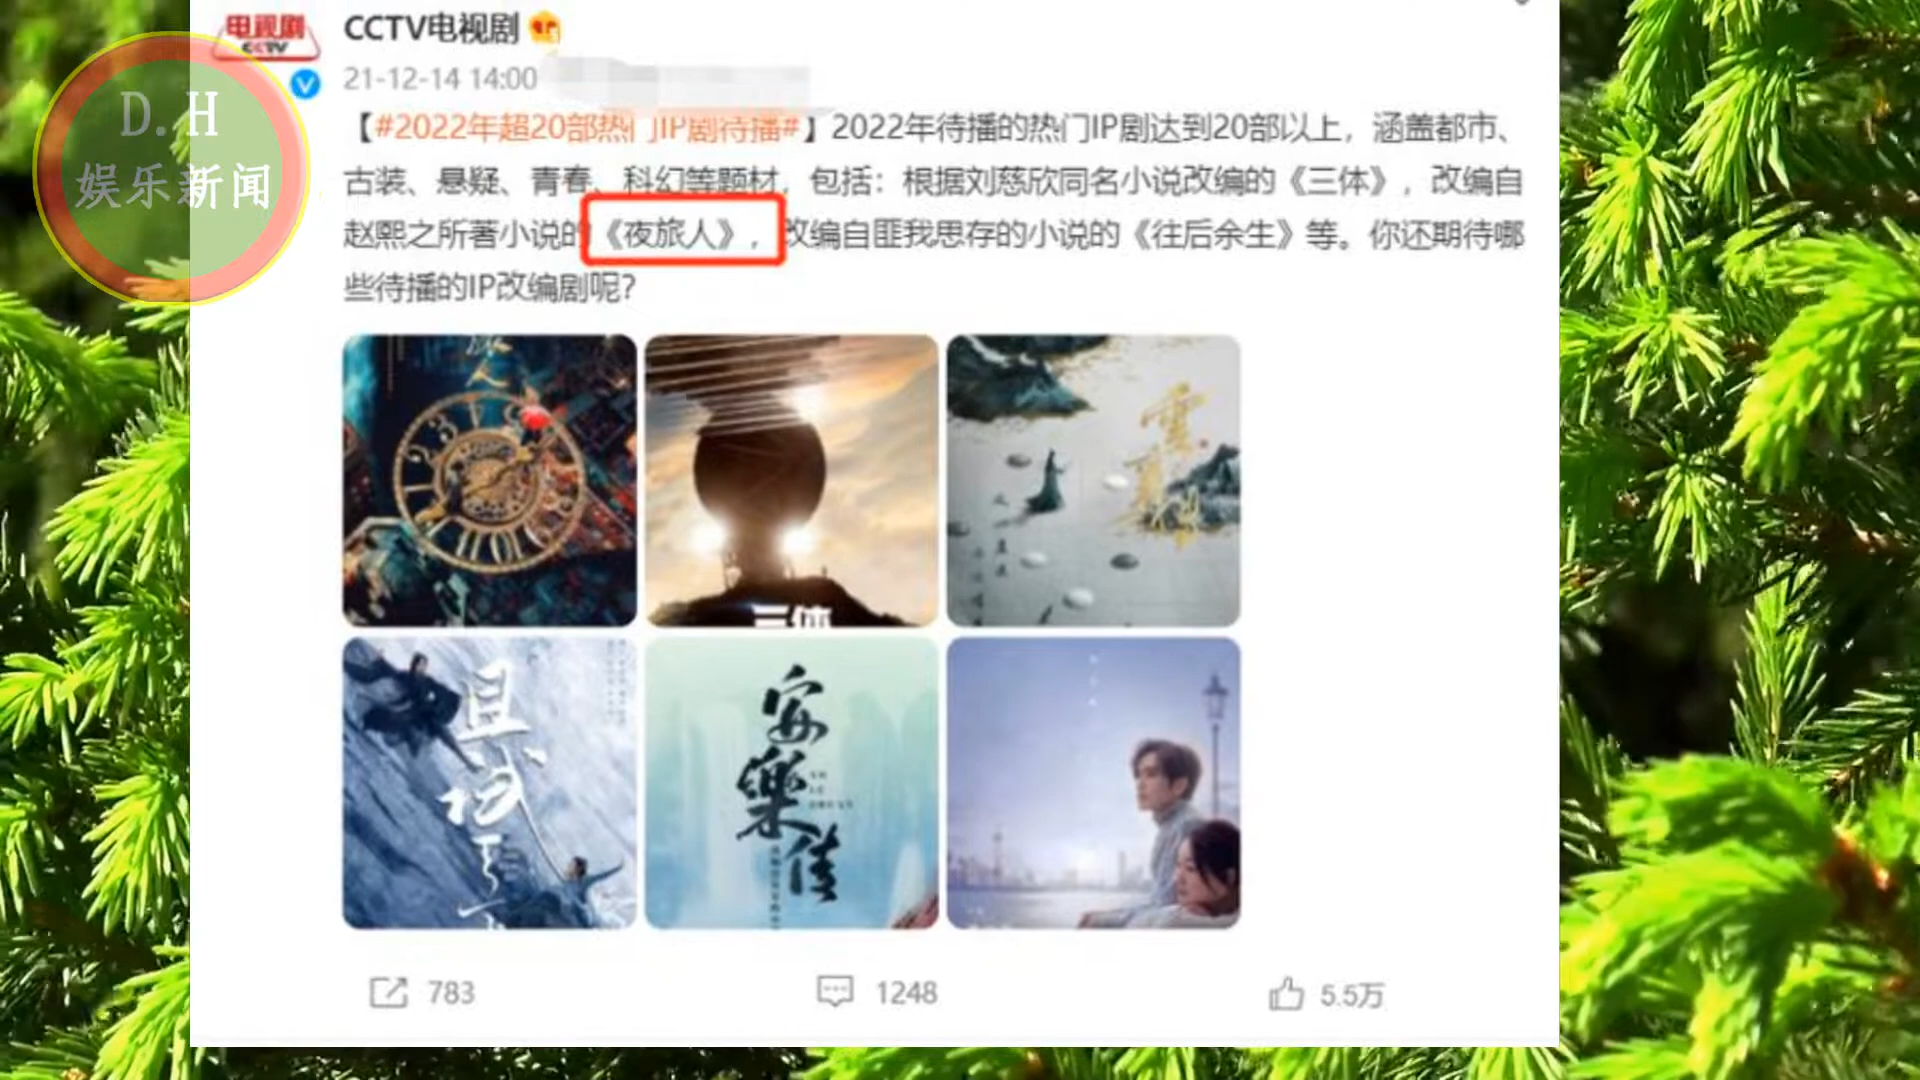 电视剧
CCTV
CCTV电视剧
21-12-14 14:00
D.H
娱乐新闻
【#2022年超20部热门IP剧待播#】2022年待播的热门IP剧达到20部以上，涵盖都市、
古装、悬疑、青春、科幻等题材，包括：根据刘慈欣同名小说改编的《三体》，改编自
赵熙之所著小说的《夜旅人》，改编自匪我思存的小说的《往后余生》等。你还期待哪
些待播的IP改编剧呢？
三体
且试天下
安樂传
783
1248
5.5万